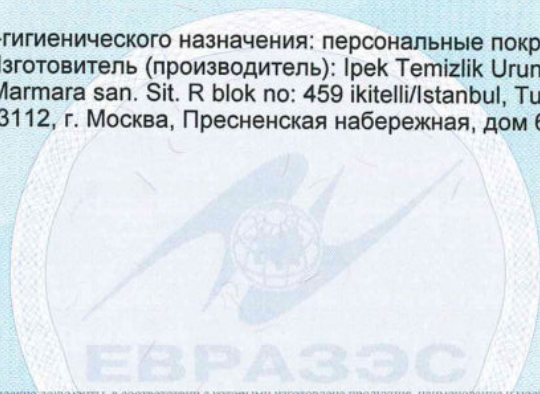 -гигиенического назначения: персональные покр
Изготовитель (производитель): Ipek Temizlik Urun
Marmara san. Sit. R blok no: 459 ikitelli/Istanbul, Tu
3112, г. Москва, Пресненская набережная, дом 6
ЕВРАЗЭС